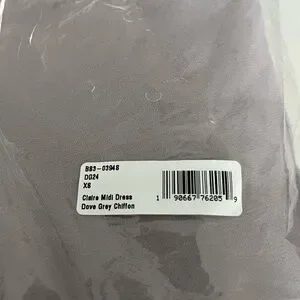 B83-0394S
DG24
XS
Claire Midi Dress
Dove Grey Chiffon
1 90667 76205 9